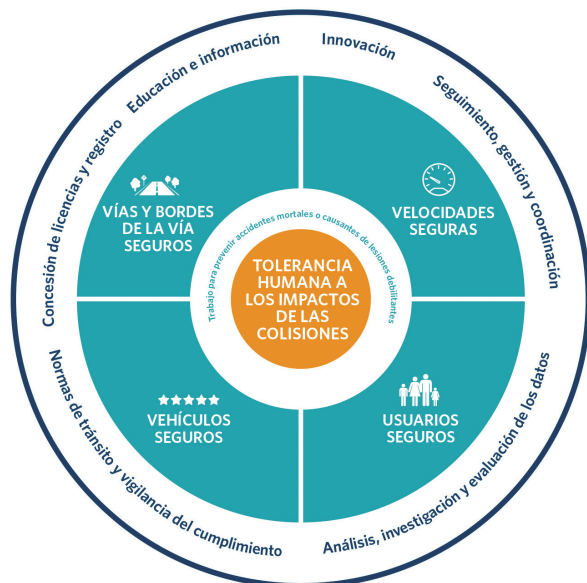 Educación e información
Innovación
Seguimiento, gestión y coordinación
Concesión de licencias y registro
VÍAS Y BORDES
DE LA VÍA
SEGUROS
VELOCIDADES
SEGURAS
Trabajo para prevenir accidentes mortales o causantes de lesiones debilitantes
TOLERANCIA
HUMANA A
LOS IMPACTOS
DE LAS
COLISIONES
VEHÍCULOS
SEGUROS
USUARIOS
SEGUROS
Normas de tránsito y vigilancia del cumplimiento
Análisis, investigación y evaluación de los datos